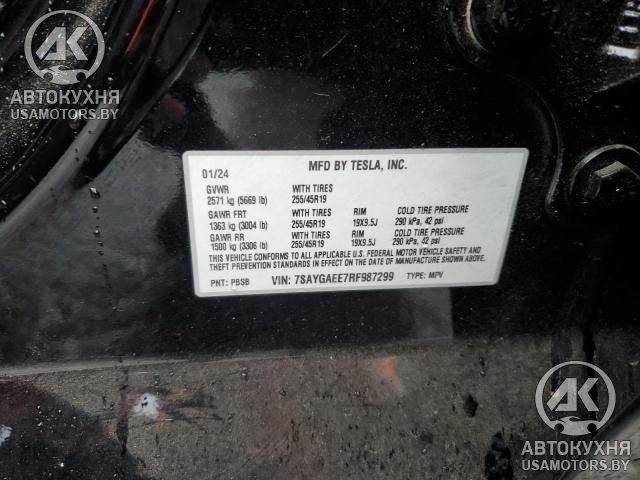 АК
АВТОКУХНЯ
USAMOTORS.BY
01/24 MFD BY TESLA, INC.
GVWR WITH TIRES
2571 kg (5669 lb) 255/45R19
GAWR FRT WITH TIRES RIM COLD TIRE PRESSURE
1363 kg (3004 lb) 255/45R19 19X9.5J 290 kPa, 42 psi
GAWR RR WITH TIRES RIM COLD TIRE PRESSURE
1500 kg (3306 lb) 255/45R19 19X9.5J 290 kPa, 42 psi
THIS VEHICLE CONFORMS TO ALL APPLICABLE U.S. FEDERAL MOTOR VEHICLE SAFETY AND
THEFT PREVENTION STANDARDS IN EFFECT ON THE DATE OF MANUFACTURE SHOWN ABOVE.
PNT: PBSB VIN: 7SAYGAEE7RF987299 TYPE: MPV
АК
АВТОКУХНЯ
USAMOTORS.BY